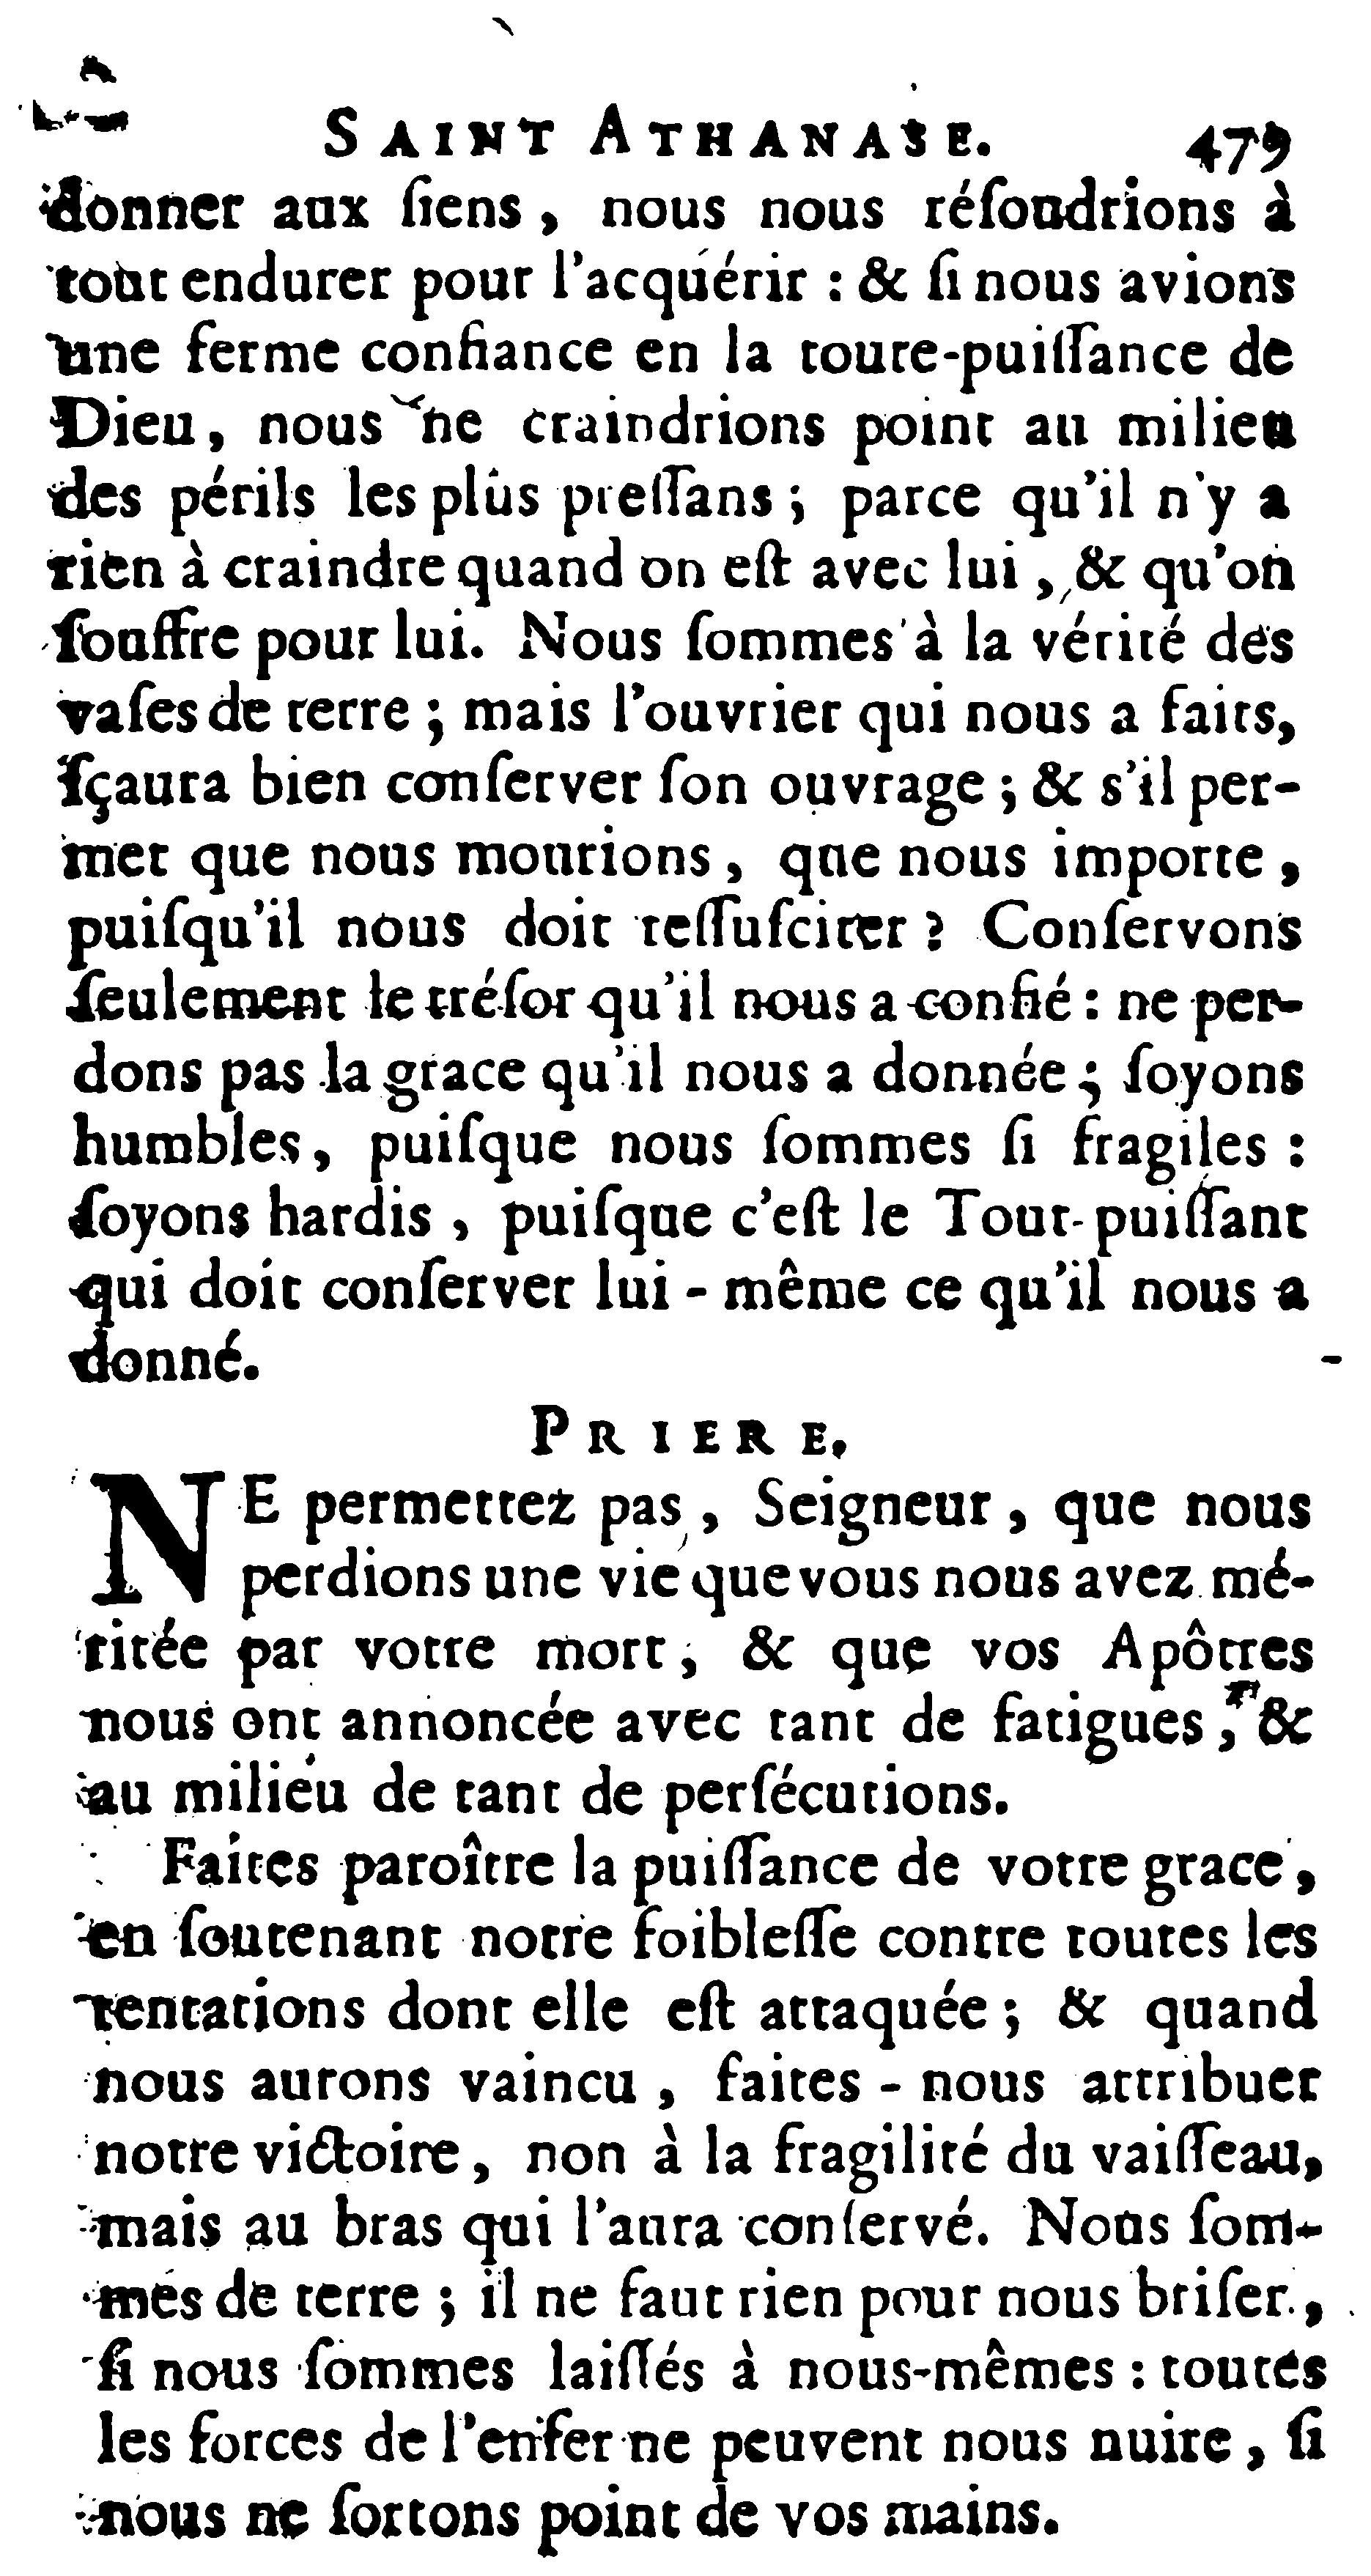 SAINT ATHANASE. 479
donner aux ſiens, nous nous réſoudrions à
tout endurer pour l'acquérir : & ſi nous avions
une ferme confiance en la toute-puiſſance de
Dieu, nous ne craindrions point au milieu
des périls les plus preſſans ; parce qu'il n'y a
rien à craindre quand on eſt avec lui, & qu'on
ſouffre pour lui. Nous ſommes à la vérité des
vaſes de terre ; mais l'ouvrier qui nous a faits,
ſçaura bien conſerver ſon ouvrage ; & s'il per-
met que nous mourions, que nous importe,
puiſqu'il nous doit reſſuſciter ? Conſervons
ſeulement le tréſor qu'il nous a confié : ne per-
dons pas la grace qu'il nous a donnée ; ſoyons
humbles, puiſque nous ſommes ſi fragiles :
ſoyons hardis, puiſque c'eſt le Tout-puiſſant
qui doit conſerver lui-même ce qu'il nous a
donné.
PRIERE.
NE permettez pas, Seigneur, que nous
perdions une vie que vous nous avez mé-
ritée par votre mort, & que vos Apôtres
nous ont annoncée avec tant de fatigues, &
au milieu de tant de perſécutions.
Faites paroître la puiſſance de votre grace,
en ſoutenant notre foibleſſe contre toutes les
tentations dont elle eſt attaquée ; & quand
nous aurons vaincu, faites-nous attribuer
notre victoire, non à la fragilité du vaiſſeau,
mais au bras qui l'aura conſervé. Nous ſom-
mes de terre ; il ne faut rien pour nous briſer,
ſi nous ſommes laiſſés à nous-mêmes : toutes
les forces de l'enfer ne peuvent nous nuire, ſi
nous ne ſortons point de vos mains.